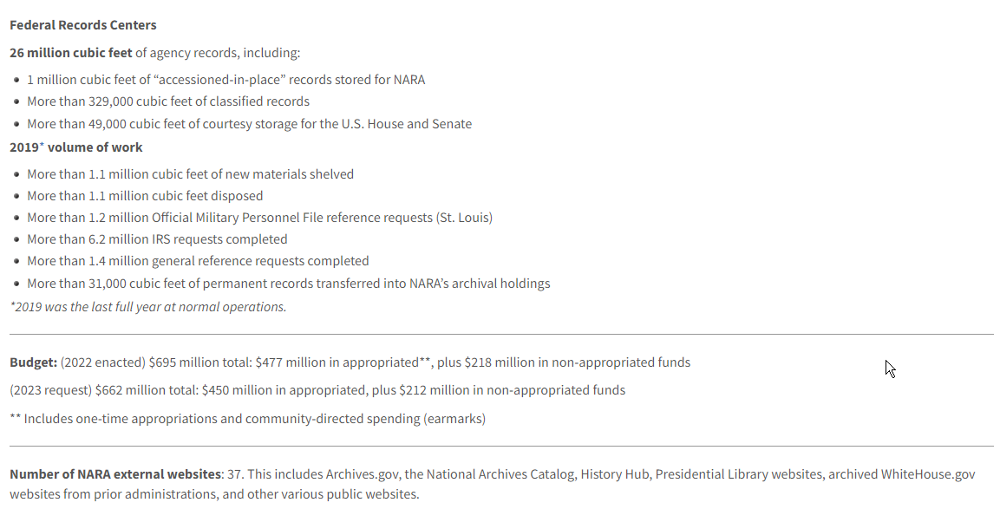 Federal Records Centers
26 million cubic feet of agency records, including:
• 1 million cubic feet of “accessioned-in-place” records stored for NARA
• More than 329,000 cubic feet of classified records
• More than 49,000 cubic feet of courtesy storage for the U.S. House and Senate
2019* volume of work
• More than 1.1 million cubic feet of new materials shelved
• More than 1.1 million cubic feet disposed
• More than 1.2 million Official Military Personnel File reference requests (St. Louis)
• More than 6.2 million IRS requests completed
• More than 1.4 million general reference requests completed
• More than 31,000 cubic feet of permanent records transferred into NARA’s archival holdings
*2019 was the last full year at normal operations.
Budget: (2022 enacted) $695 million total: $477 million in appropriated**, plus $218 million in non-appropriated funds
(2023 request) $662 million total: $450 million in appropriated, plus $212 million in non-appropriated funds
** Includes one-time appropriations and community-directed spending (earmarks)
Number of NARA external websites: 37. This includes Archives.gov, the National Archives Catalog, History Hub, Presidential Library websites, archived WhiteHouse.gov
websites from prior administrations, and other various public websites.